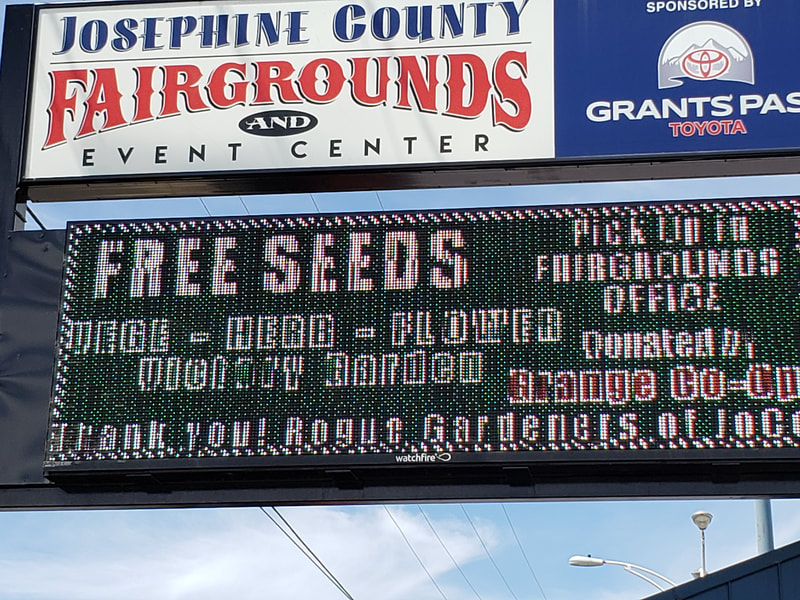 JOSEPHINE COUNTY
FAIRGROUNDS
AND
EVENT CENTER
SPONSORED BY
GRANTS PAS
TOYOTA
FREE SEEDS
VEGE - HERB - FLOWER
VICTORY GARDEN
Pick Up in
FAIRGROUNDS
OFFICE
Donated by
Grange Co-Op
Thank you! Rogue Gardeners of JoCo
watchfire